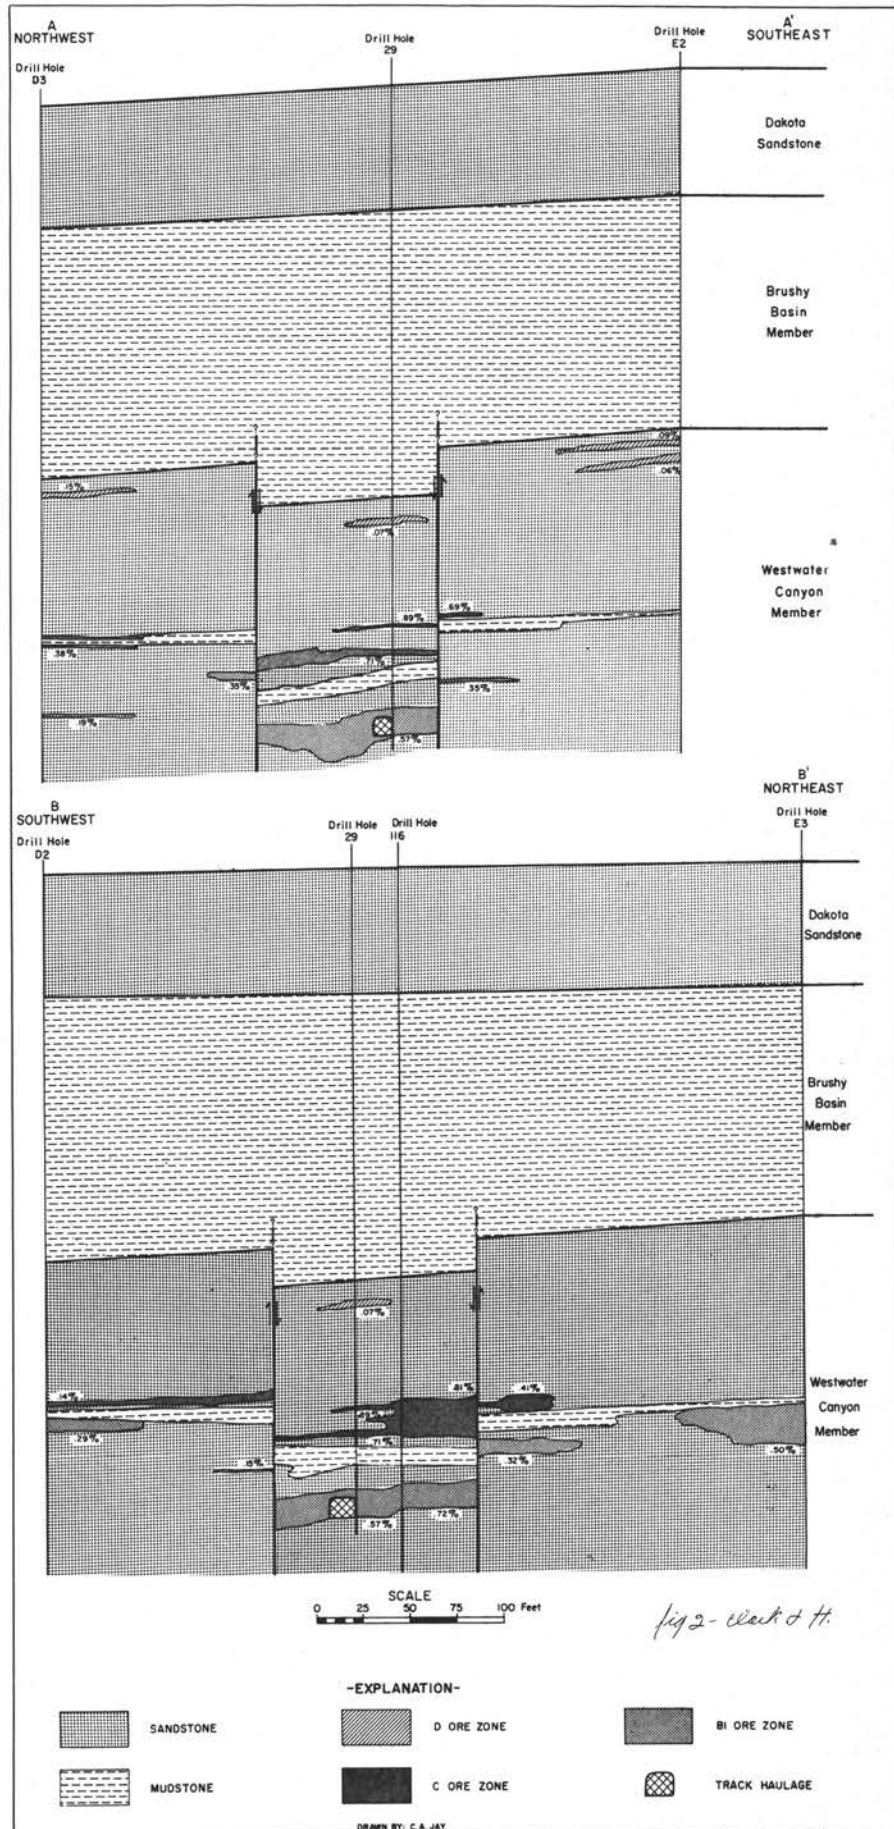 A
NORTHWEST
Drill Hole
D3
Drill Hole
29
Drill Hole
E2
A'
SOUTHEAST
Dakota
Sandstone
Brushy
Basin
Member
?
?
.09%
.06%
.15%
.07%
Westwater
Canyon
Member
.69%
.89%
.38%
.71%
.35%
.35%
.19%
.57%
B
SOUTHWEST
Drill Hole
D2
Drill Hole
29
Drill Hole
116
B'
NORTHEAST
Drill Hole
E3
Dakota
Sandstone
Brushy
Basin
Member
?
?
.07%
.14%
.81%
.41%
Westwater
Canyon
Member
.89%
.71%
.29%
.15%
.32%
.50%
.57%
.72%
SCALE
0 25 50 75 100 Feet
fig 2- Clark & H.
-EXPLANATION-
SANDSTONE
D ORE ZONE
B1 ORE ZONE
MUDSTONE
C ORE ZONE
TRACK HAULAGE
DRAWN BY: C.A. JAY